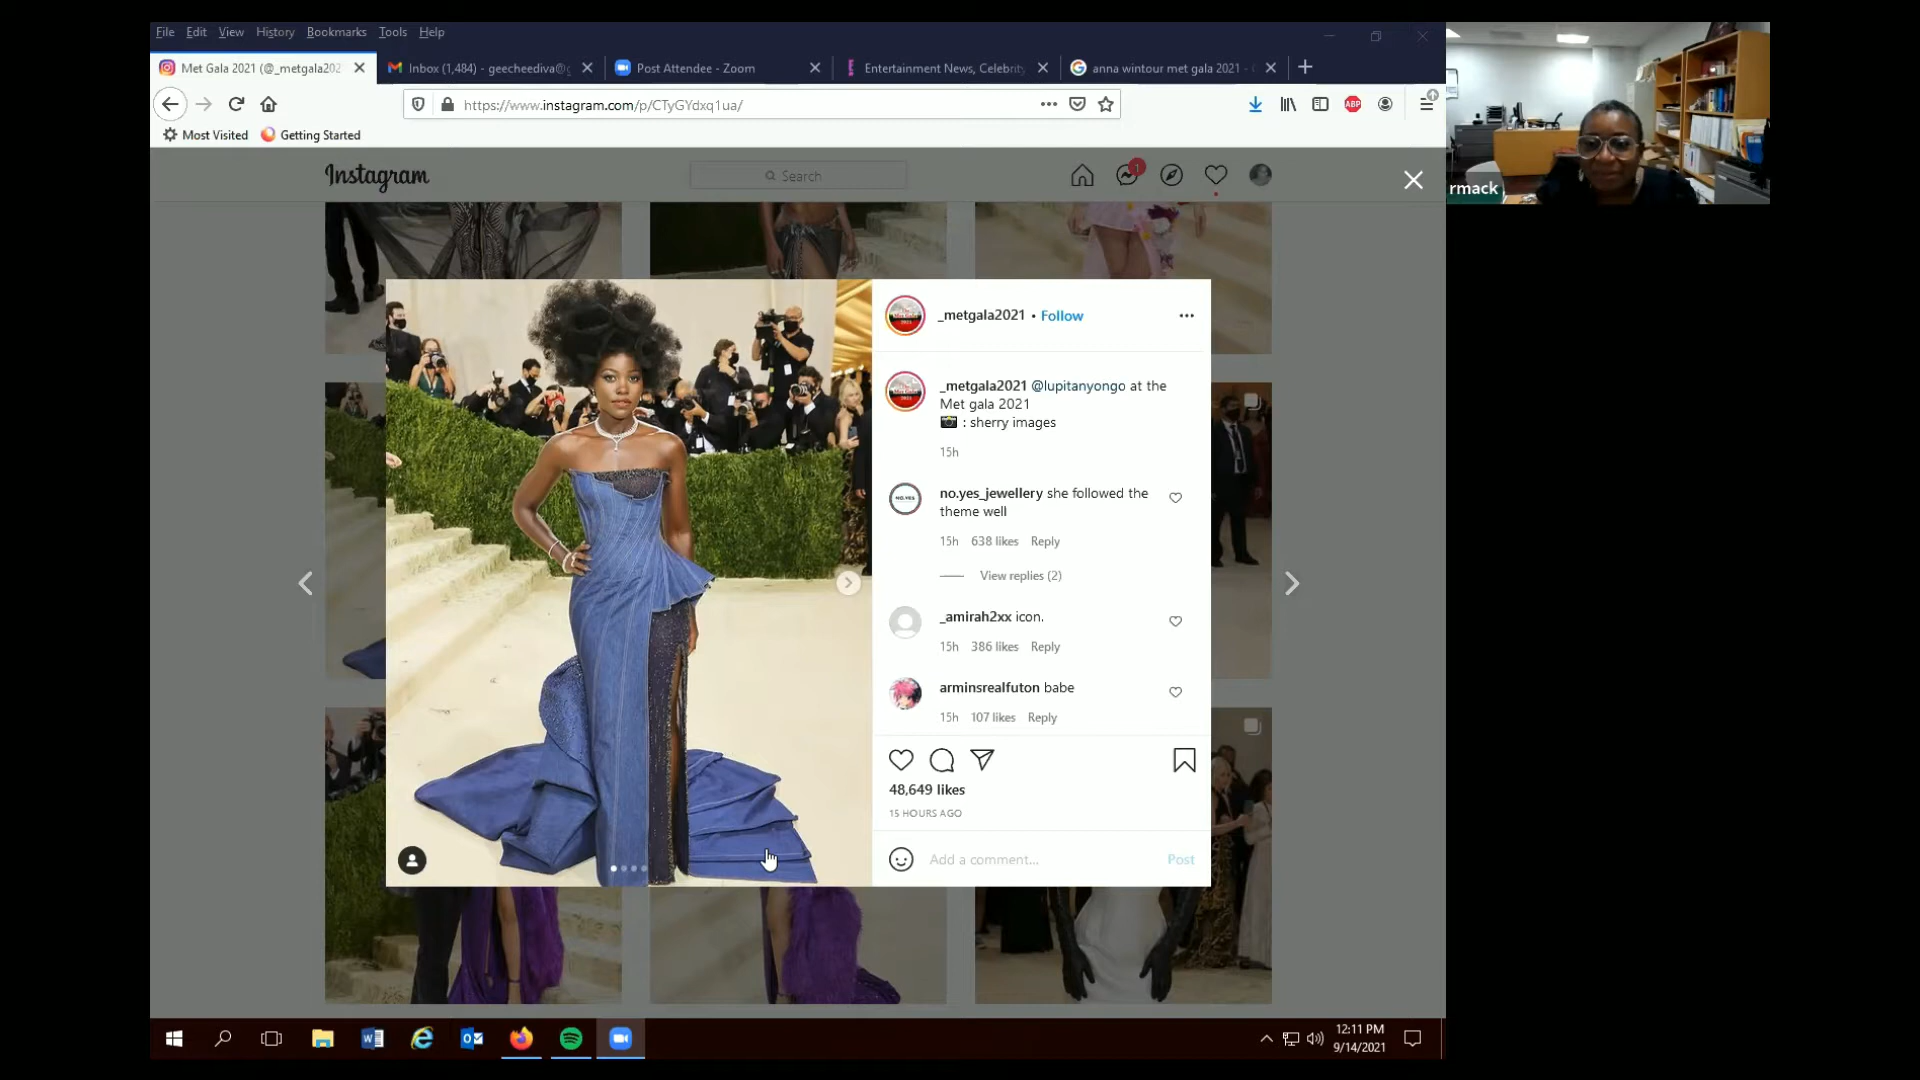 File Edit View History Bookmarks Tools Help
Met Gala 2021 (@_metgala202
Inbox (1,484) - geecheediva@g
Post Attendee - Zoom
Entertainment News, Celebrity
anna wintour met gala 2021 -
https://www.instagram.com/p/CTyGYdxq1ua/
ABP
Most Visited Getting Started
Instagram
Search
1
rmack
_metgala2021 • Follow
_metgala2021 @lupitanyongo at the
Met gala 2021
: sherry images
15h
no.yes_jewellery she followed the
theme well
15h 638 likes Reply
View replies (2)
_amirah2xx icon.
15h 386 likes Reply
arminsrealfuton babe
15h 107 likes Reply
48,649 likes
15 HOURS AGO
Add a comment... Post
12:11 PM
9/14/2021